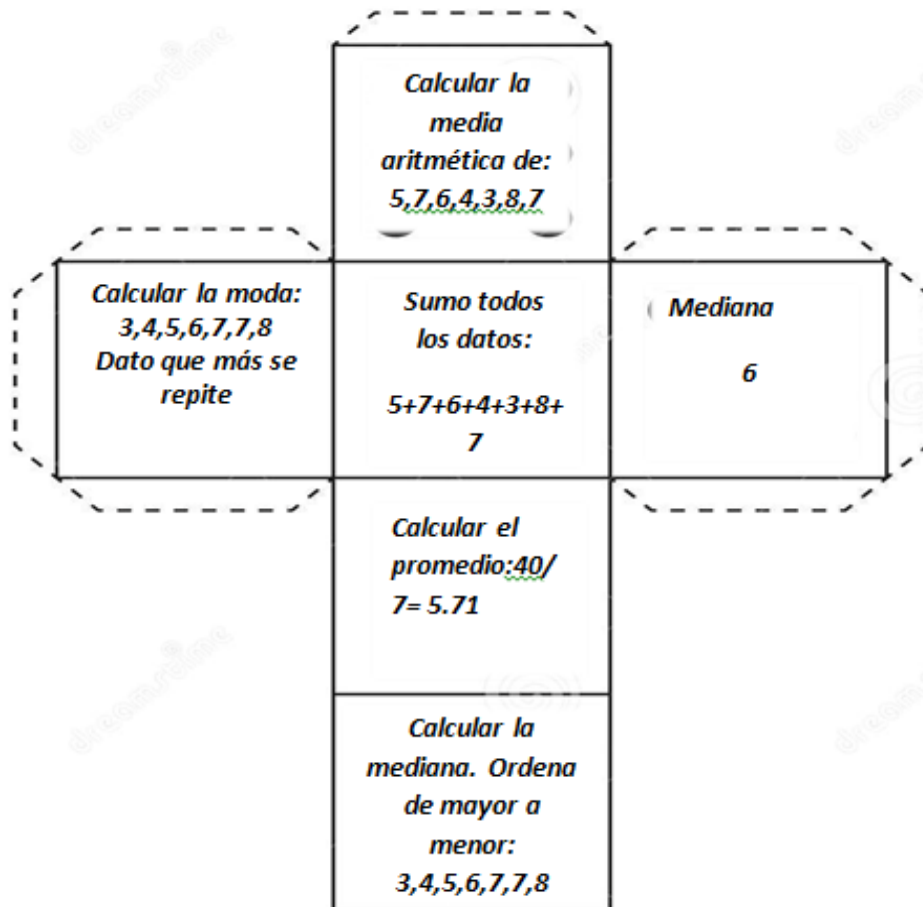 Calcular la
media
aritmética de:
5,7,6,4,3,8,7
Calcular la moda:
3,4,5,6,7,7,8
Dato que más se
repite
Sumo todos
los datos:
5+7+6+4+3+8+
7
Mediana
6
Calcular el
promedio:40/
7= 5.71
Calcular la
mediana. Ordena
de mayor a
menor:
3,4,5,6,7,7,8
dreamstime
dreamstime